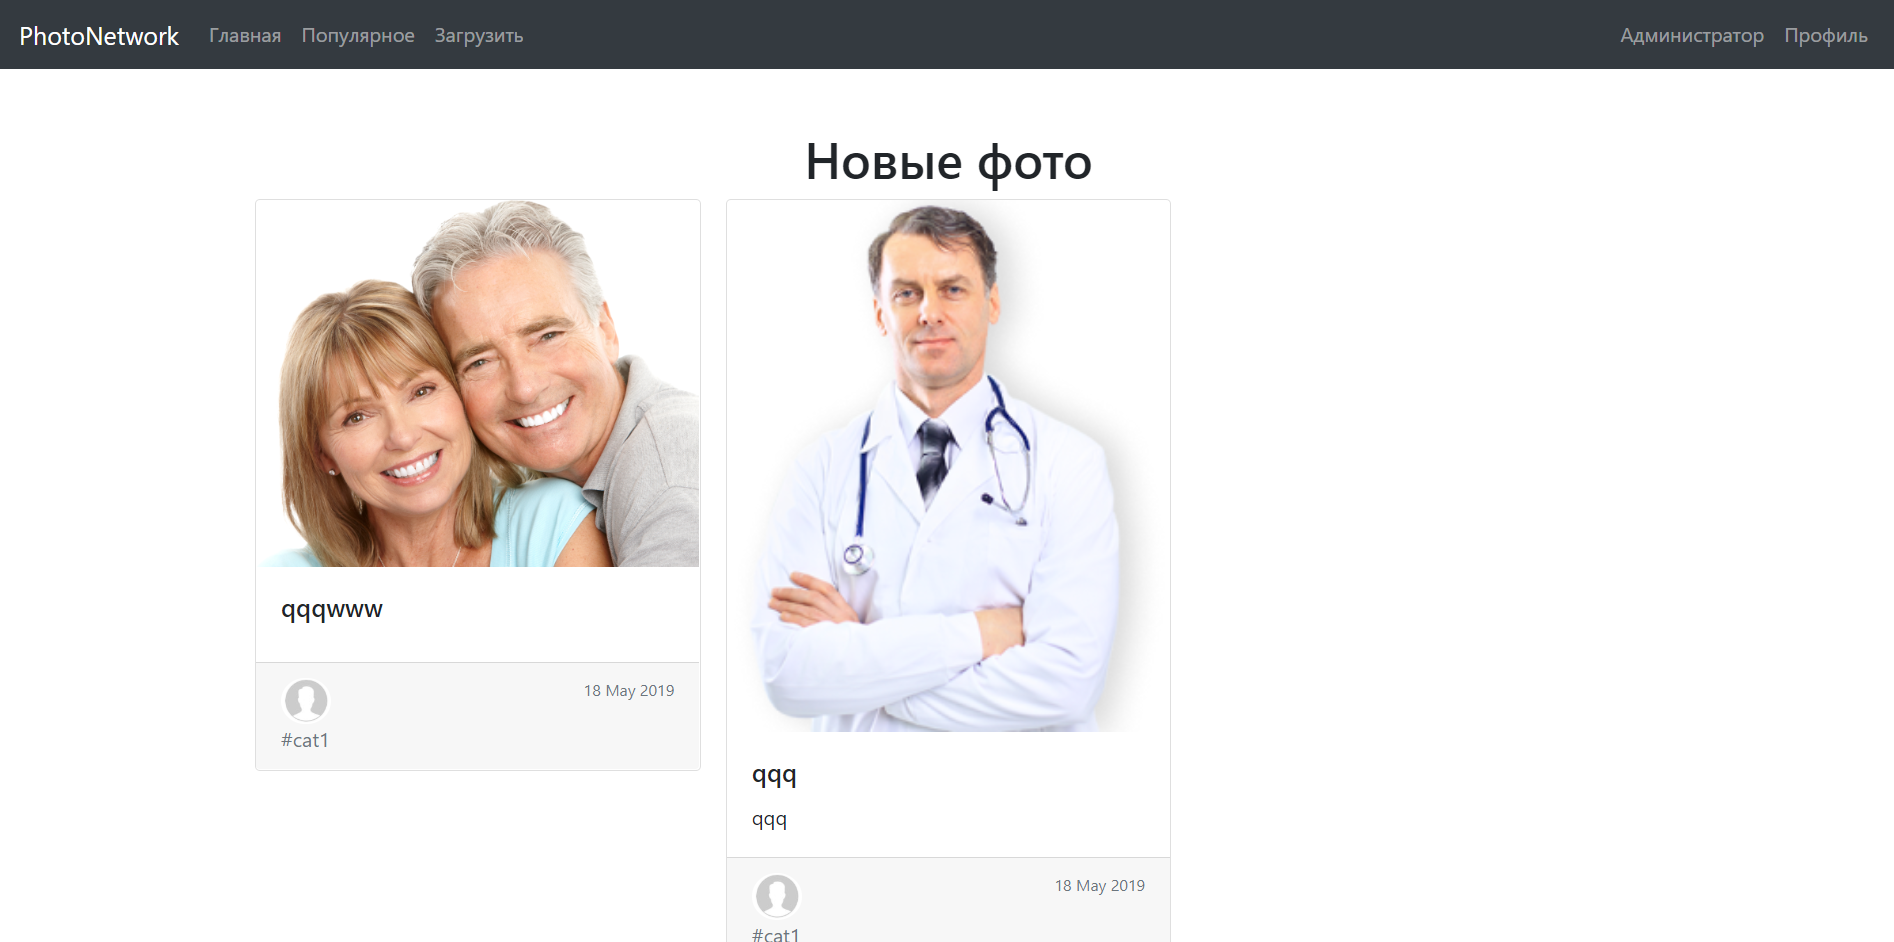 PhotoNetwork Главная Популярное Загрузить Администратор Профиль
Новые фото
qqqwww
18 May 2019
#cat1
qqq
qqq
18 May 2019
#cat1